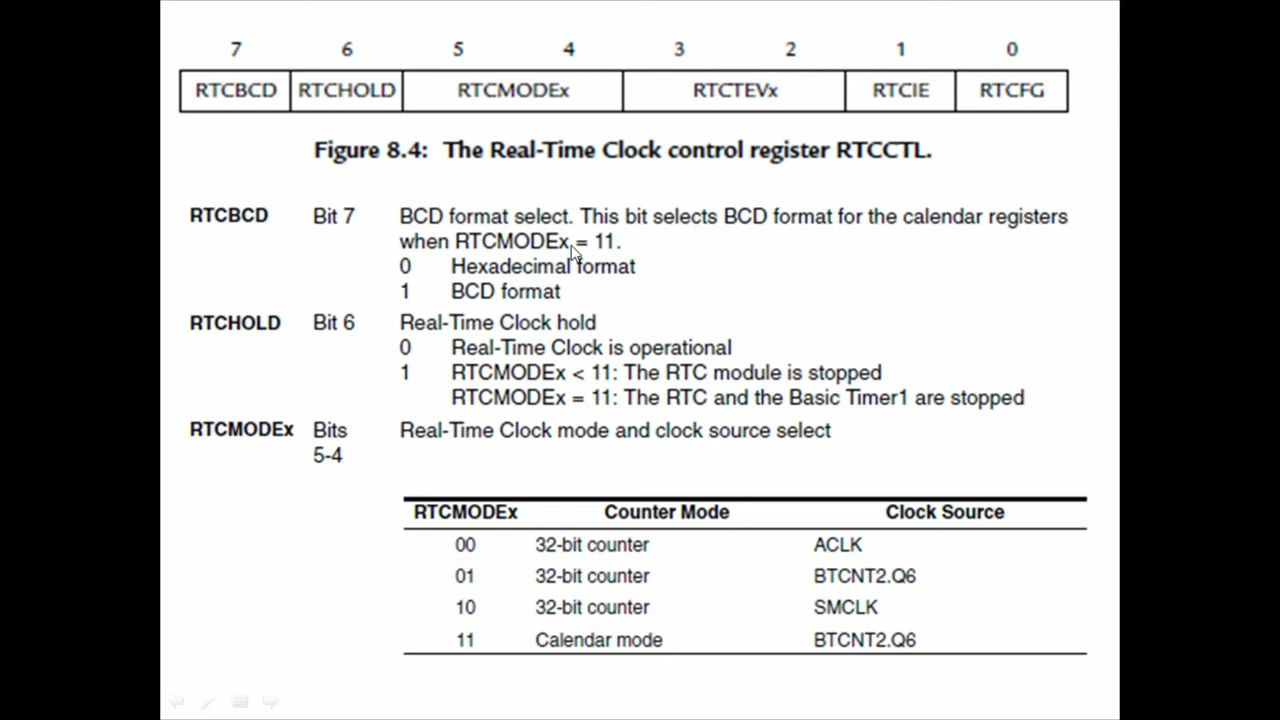 7 6 5 4 3 2 1 0
RTCBCD RTCHOLD RTCMODEx RTCTEVx RTCIE RTCFG
Figure 8.4: The Real-Time Clock control register RTCCTL.
RTCBCD Bit 7 BCD format select. This bit selects BCD format for the calendar registers
when RTCMODEx = 11.
0 Hexadecimal format
1 BCD format
RTCHOLD Bit 6 Real-Time Clock hold
0 Real-Time Clock is operational
1 RTCMODEx < 11: The RTC module is stopped
RTCMODEx = 11: The RTC and the Basic Timer1 are stopped
RTCMODEx Bits Real-Time Clock mode and clock source select
5-4
RTCMODEx Counter Mode Clock Source
00 32-bit counter ACLK
01 32-bit counter BTCNT2.Q6
10 32-bit counter SMCLK
11 Calendar mode BTCNT2.Q6